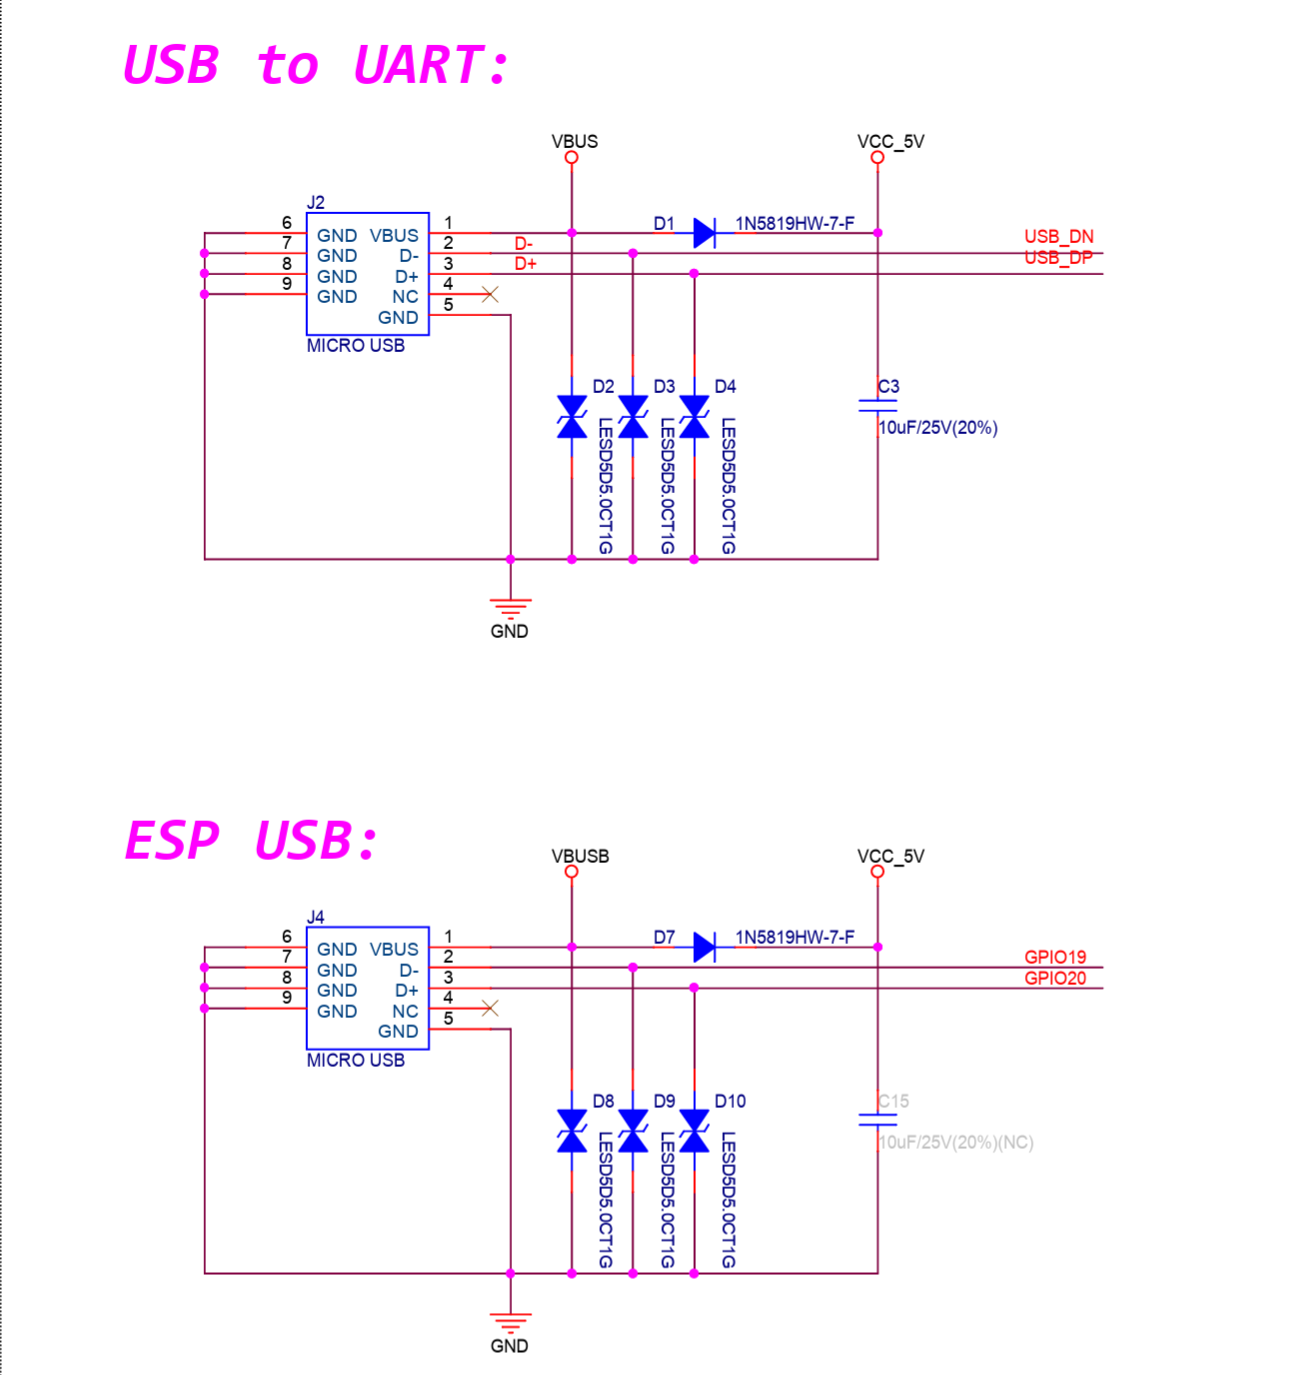 USB to UART:
VBUS
VCC_5V
J2
D1
1N5819HW-7-F
6
GND
VBUS
1
7
GND
D-
2
D-
USB_DN
8
GND
D+
3
D+
USB_DP
9
GND
NC
4
GND
5
MICRO USB
D2
D3
D4
C3
LESD5D5.0CT1G
LESD5D5.0CT1G
LESD5D5.0CT1G
10uF/25V(20%)
GND
ESP USB:
VBUSB
VCC_5V
J4
D7
1N5819HW-7-F
6
GND
VBUS
1
7
GND
D-
2
GPIO19
8
GND
D+
3
GPIO20
9
GND
NC
4
GND
5
MICRO USB
D8
D9
D10
C15
LESD5D5.0CT1G
LESD5D5.0CT1G
LESD5D5.0CT1G
10uF/25V(20%)(NC)
GND